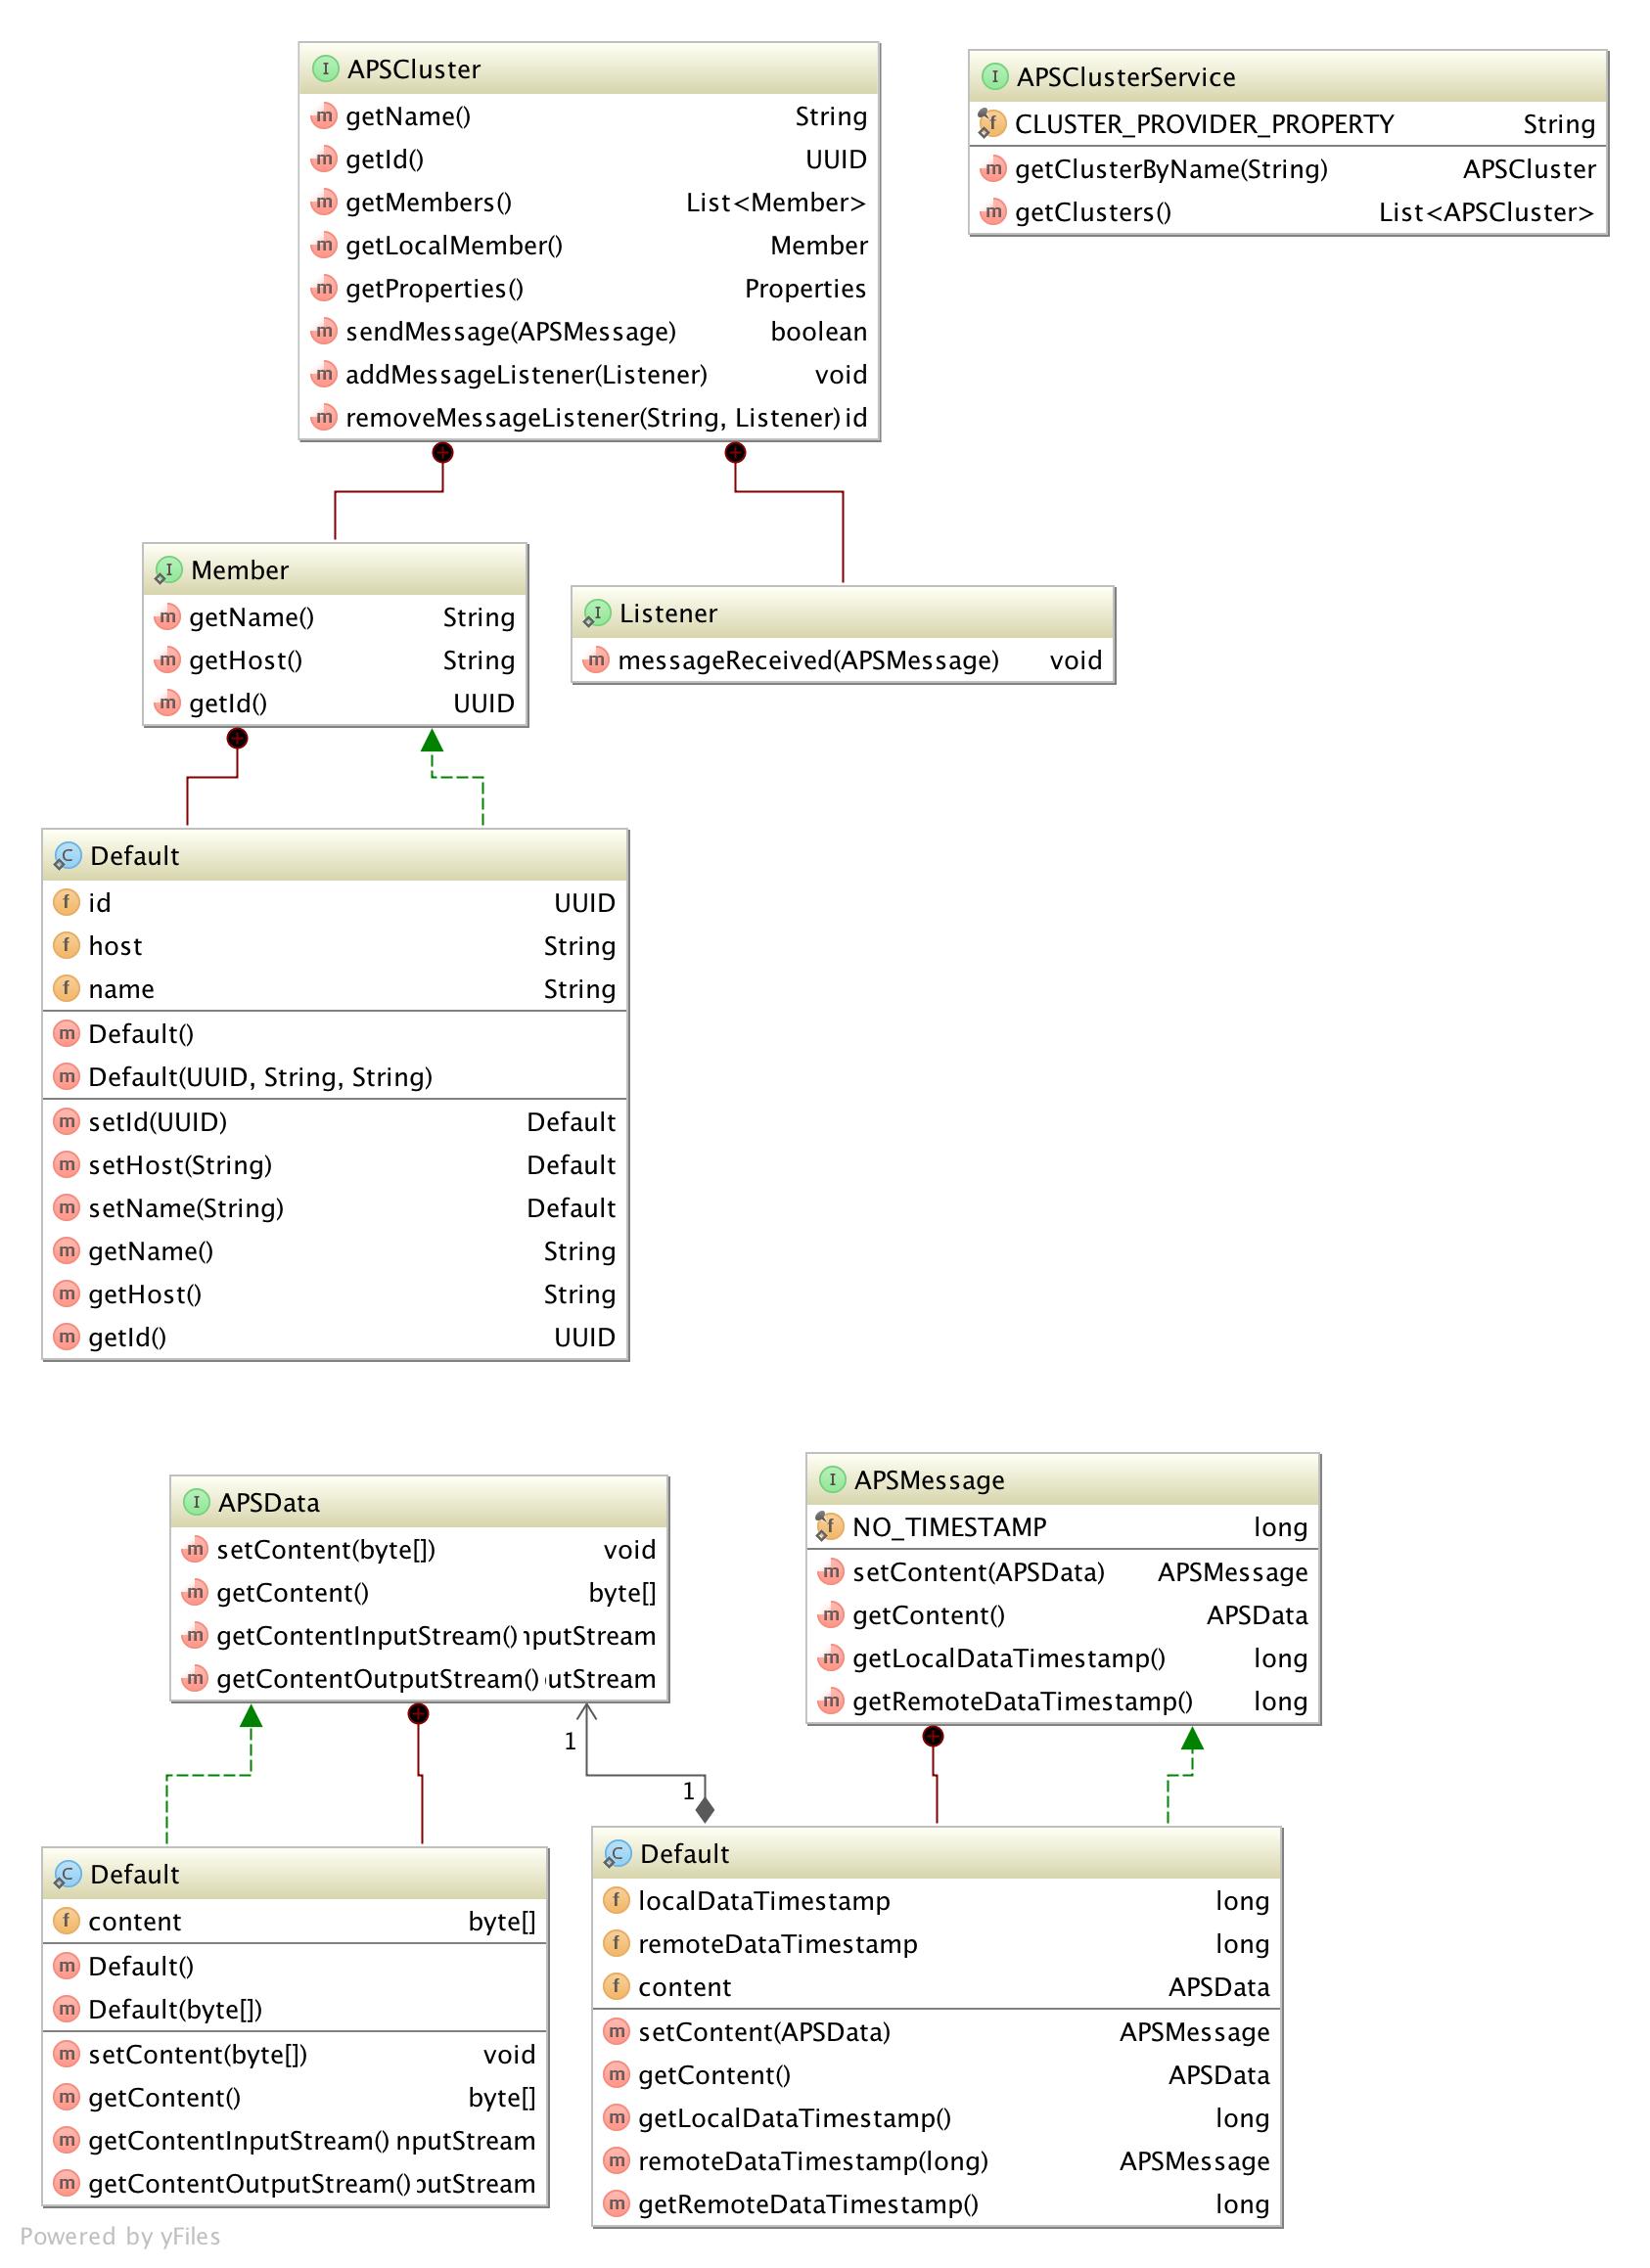 APSCluster
getName() String
getId() UUID
getMembers() List<Member>
getLocalMember() Member
getProperties() Properties
sendMessage(APSMessage) boolean
addMessageListener(Listener) void
removeMessageListener(String, Listener) id
APSClusterService
CLUSTER_PROVIDER_PROPERTY String
getClusterByName(String) APSCluster
getClusters() List<APSCluster>
Member
getName() String
getHost() String
getId() UUID
Listener
messageReceived(APSMessage) void
Default
id UUID
host String
name String
Default()
Default(UUID, String, String)
setId(UUID) Default
setHost(String) Default
setName(String) Default
getName() String
getHost() String
getId() UUID
APSData
setContent(byte[]) void
getContent() byte[]
getContentInputStream() nputStream
getContentOutputStream() utStream
APSMessage
NO_TIMESTAMP long
setContent(APSData) APSMessage
getContent() APSData
getLocalDataTimestamp() long
getRemoteDataTimestamp() long
1
1
Default
content byte[]
Default()
Default(byte[])
setContent(byte[]) void
getContent() byte[]
getContentInputStream() nputStream
getContentOutputStream() putStream
Default
localDataTimestamp long
remoteDataTimestamp long
content APSData
setContent(APSData) APSMessage
getContent() APSData
getLocalDataTimestamp() long
remoteDataTimestamp(long) APSMessage
getRemoteDataTimestamp() long
Powered by yFiles